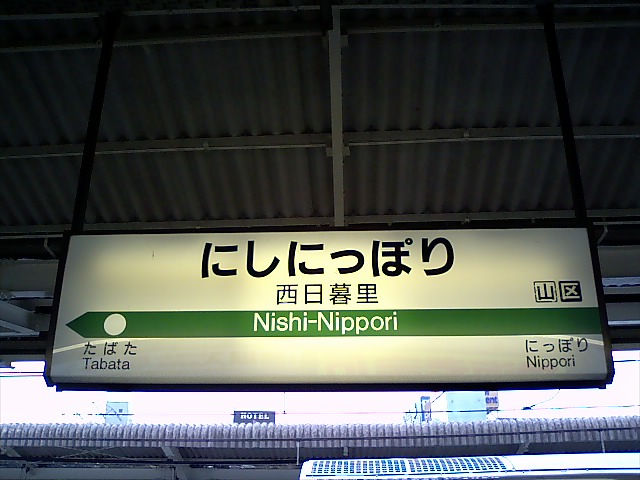 にしにっぽり
西日暮里
山区
Nishi-Nippori
たばた
Tabata
にっぽり
Nippori
HOTEL